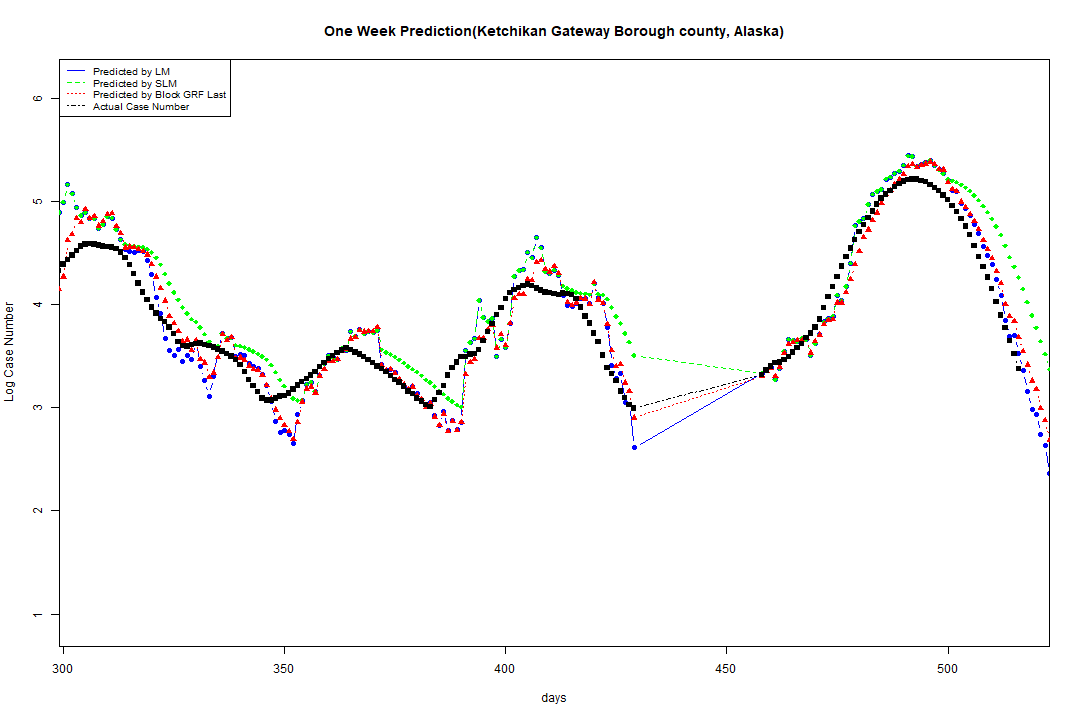 One Week Prediction(Ketchikan Gateway Borough county, Alaska)
Predicted by LM
Predicted by SLM
Predicted by Block GRF Last
Actual Case Number
Log Case Number
6
5
4
3
2
1
300 350 400 450 500
days